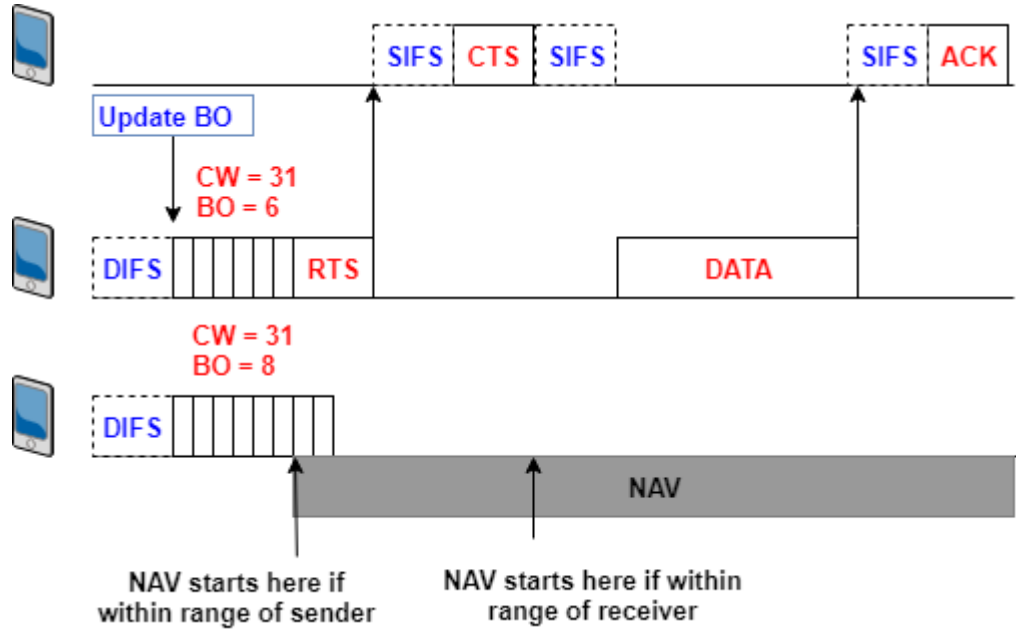 SIFS CTS SIFS SIFS ACK
Update BO
CW = 31
BO = 6
DIFS RTS DATA
CW = 31
BO = 8
DIFS
NAV
NAV starts here if
within range of sender
NAV starts here if within
range of receiver